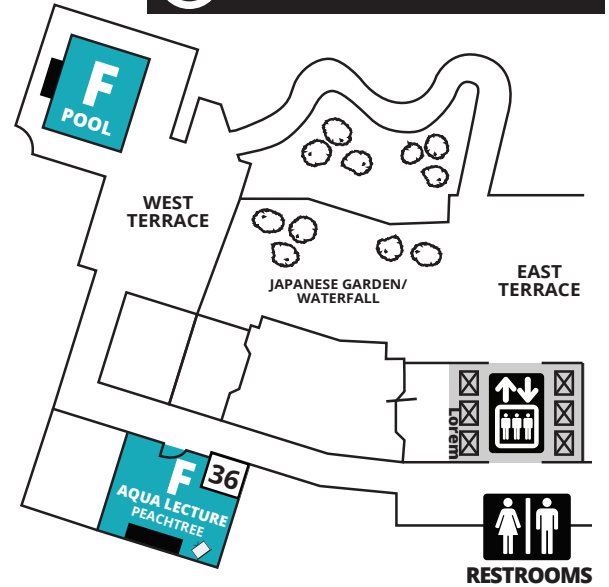 F
POOL
WEST
TERRACE
JAPANESE GARDEN/
WATERFALL
EAST
TERRACE
Lorem
36
F
AQUA LECTURE
PEACHTREE
RESTROOMS